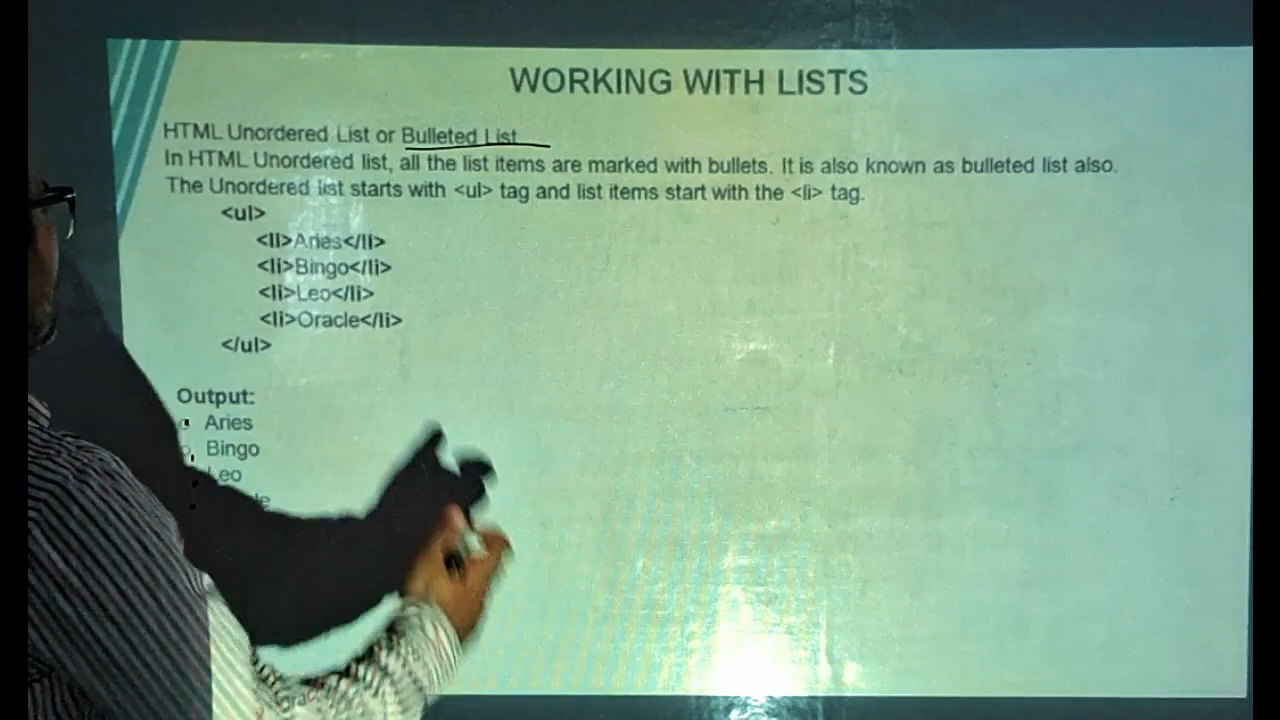 WORKING WITH LISTS
HTML Unordered List or Bulleted List
In HTML Unordered list, all the list items are marked with bullets. It is also known as bulleted list also.
The Unordered list starts with <ul> tag and list items start with the <li> tag.
<ul>
<li>Aries</li>
<li>Bingo</li>
<li>Leo</li>
<li>Oracle</li>
</ul>
Output:
Aries
Bingo
Leo